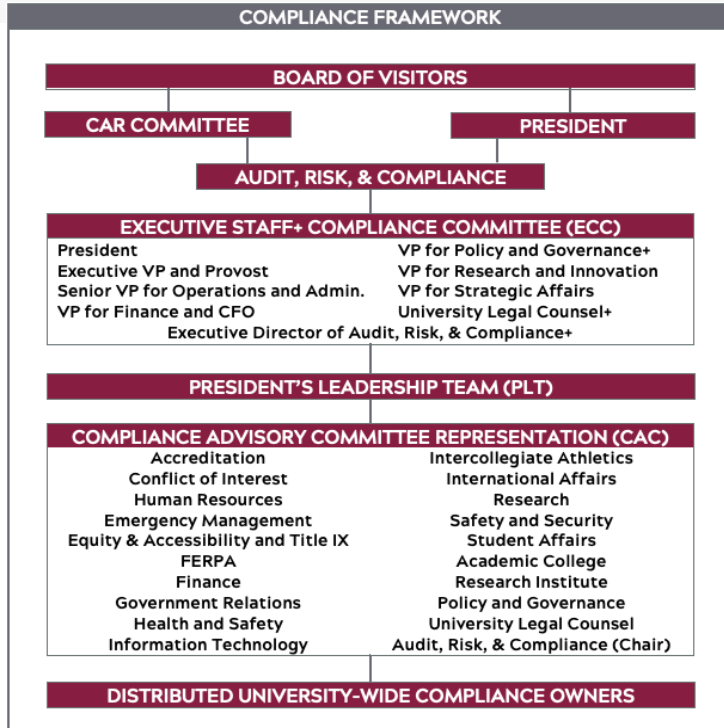 COMPLIANCE FRAMEWORK
BOARD OF VISITORS
CAR COMMITTEE
PRESIDENT
AUDIT, RISK, & COMPLIANCE
EXECUTIVE STAFF+ COMPLIANCE COMMITTEE (ECC)
President
Executive VP and Provost
Senior VP for Operations and Admin.
VP for Finance and CFO
VP for Policy and Governance+
VP for Research and Innovation
VP for Strategic Affairs
University Legal Counsel+
Executive Director of Audit, Risk, & Compliance+
PRESIDENT'S LEADERSHIP TEAM (PLT)
COMPLIANCE ADVISORY COMMITTEE REPRESENTATION (CAC)
Accreditation
Conflict of Interest
Human Resources
Emergency Management
Equity & Accessibility and Title IX
FERPA
Finance
Government Relations
Health and Safety
Information Technology
Intercollegiate Athletics
International Affairs
Research
Safety and Security
Student Affairs
Academic College
Research Institute
Policy and Governance
University Legal Counsel
Audit, Risk, & Compliance (Chair)
DISTRIBUTED UNIVERSITY-WIDE COMPLIANCE OWNERS